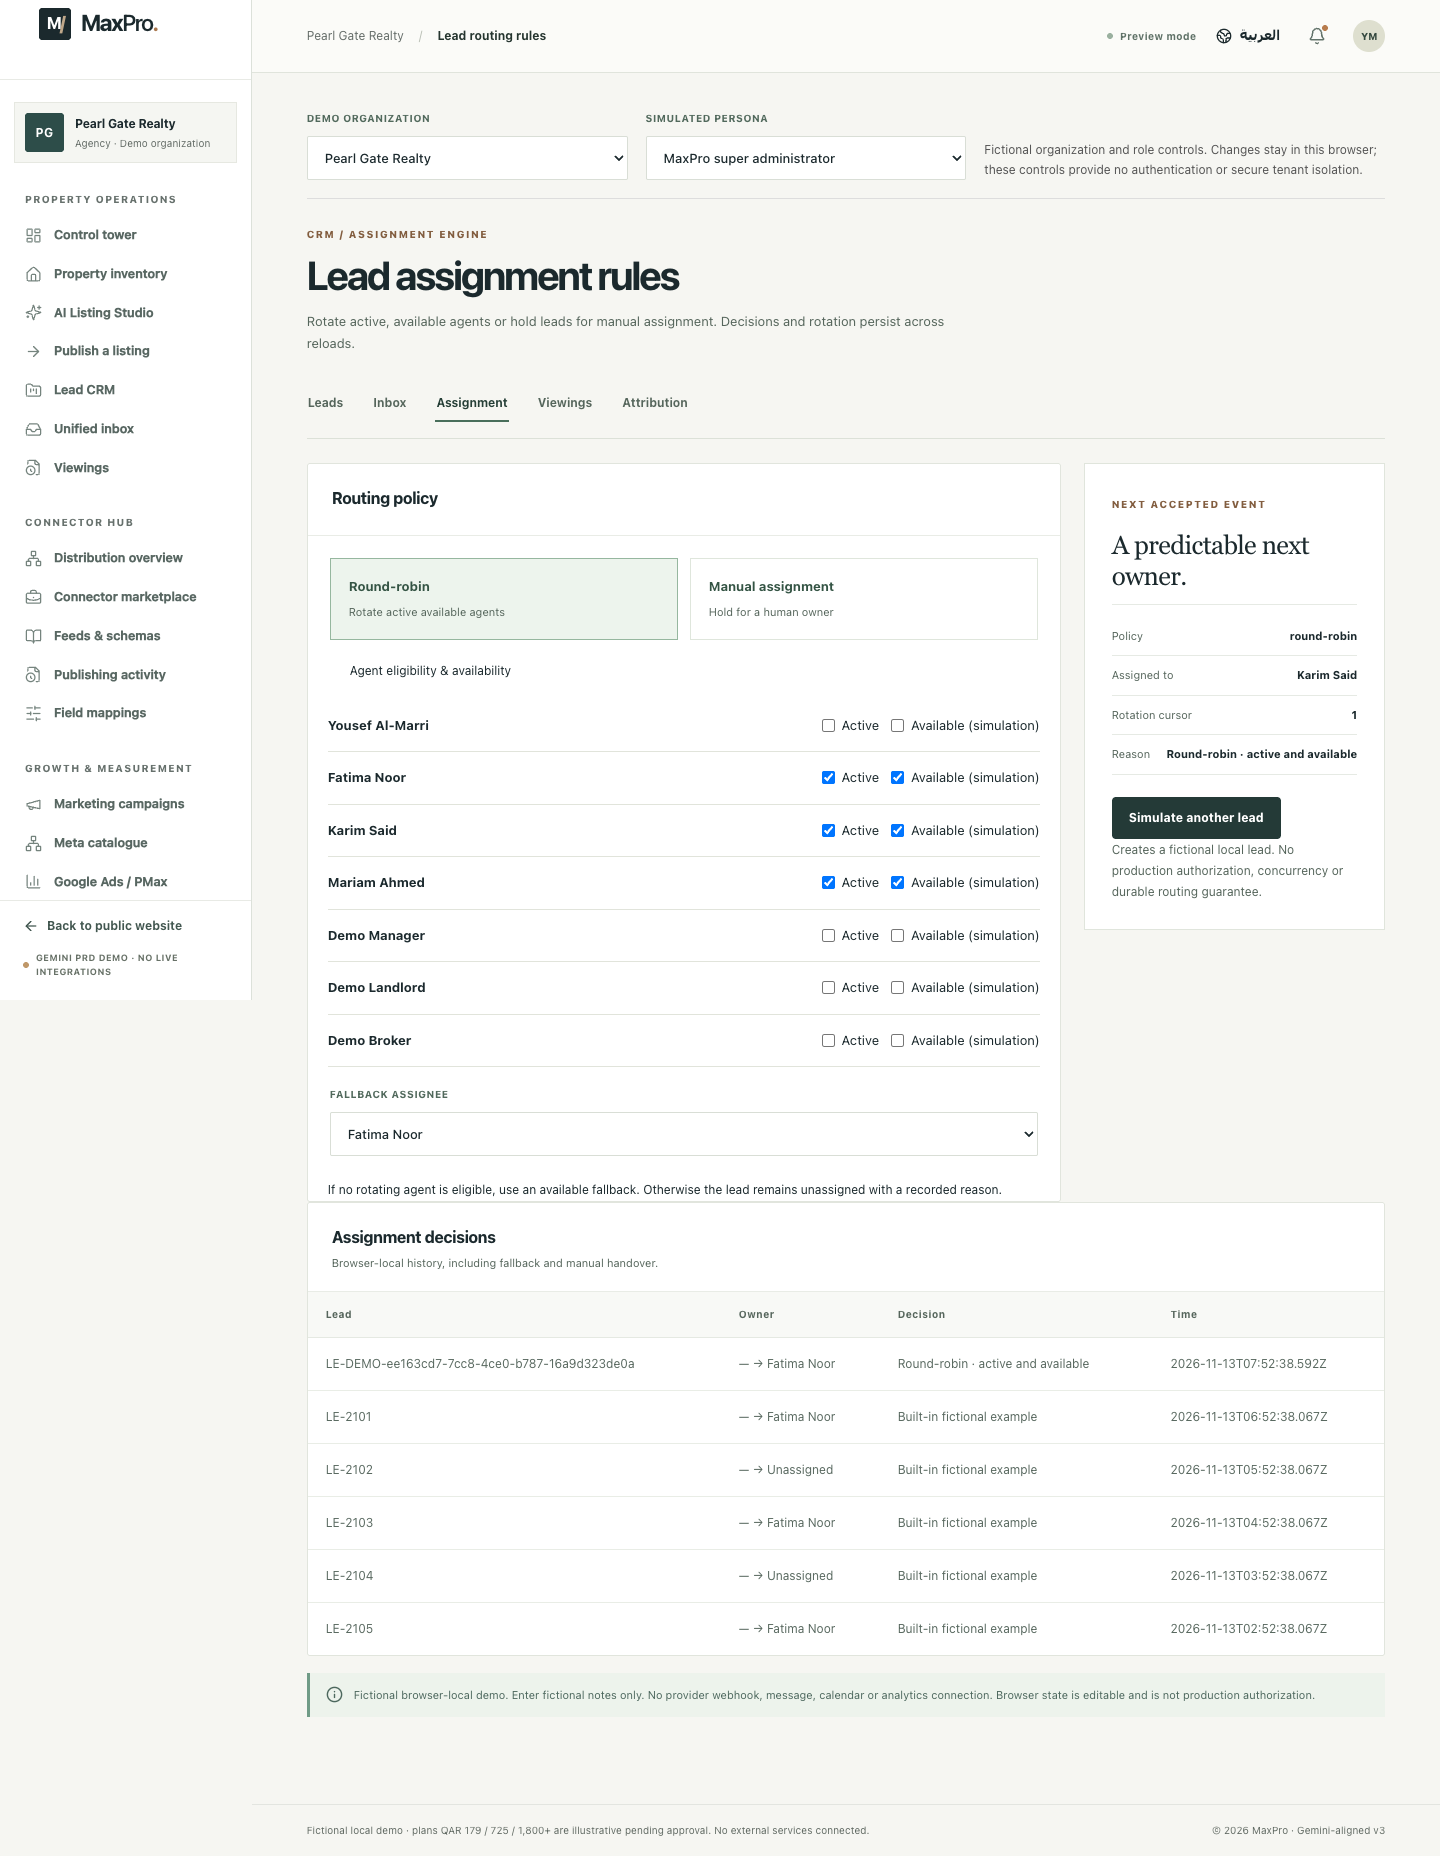 M/ MaxPro.
Pearl Gate Realty / Lead routing rules
Preview mode
العربية
YM
PG
Pearl Gate Realty
Agency · Demo organization
PROPERTY OPERATIONS
Control tower
Property inventory
AI Listing Studio
Publish a listing
Lead CRM
Unified inbox
Viewings
CONNECTOR HUB
Distribution overview
Connector marketplace
Feeds & schemas
Publishing activity
Field mappings
GROWTH & MEASUREMENT
Marketing campaigns
Meta catalogue
Google Ads / PMax
Back to public website
GEMINI PRD DEMO · NO LIVE
INTEGRATIONS
DEMO ORGANIZATION
Pearl Gate Realty
SIMULATED PERSONA
MaxPro super administrator
Fictional organization and role controls. Changes stay in this browser;
these controls provide no authentication or secure tenant isolation.
CRM / ASSIGNMENT ENGINE
Lead assignment rules
Rotate active, available agents or hold leads for manual assignment. Decisions and rotation persist across
reloads.
Leads Inbox Assignment Viewings Attribution
Routing policy
Round-robin
Rotate active available agents
Manual assignment
Hold for a human owner
Agent eligibility & availability
Yousef Al-Marri Active Available (simulation)
Fatima Noor Active Available (simulation)
Karim Said Active Available (simulation)
Mariam Ahmed Active Available (simulation)
Demo Manager Active Available (simulation)
Demo Landlord Active Available (simulation)
Demo Broker Active Available (simulation)
FALLBACK ASSIGNEE
Fatima Noor
If no rotating agent is eligible, use an available fallback. Otherwise the lead remains unassigned with a recorded reason.
NEXT ACCEPTED EVENT
A predictable next
owner.
Policy round-robin
Assigned to Karim Said
Rotation cursor 1
Reason Round-robin · active and available
Simulate another lead
Creates a fictional local lead. No
production authorization, concurrency or
durable routing guarantee.
Assignment decisions
Browser-local history, including fallback and manual handover.
Lead Owner Decision Time
LE-DEMO-ee163cd7-7cc8-4ce0-b787-16a9d323de0a — → Fatima Noor Round-robin · active and available 2026-11-13T07:52:38.592Z
LE-2101 — → Fatima Noor Built-in fictional example 2026-11-13T06:52:38.067Z
LE-2102 — → Unassigned Built-in fictional example 2026-11-13T05:52:38.067Z
LE-2103 — → Fatima Noor Built-in fictional example 2026-11-13T04:52:38.067Z
LE-2104 — → Unassigned Built-in fictional example 2026-11-13T03:52:38.067Z
LE-2105 — → Fatima Noor Built-in fictional example 2026-11-13T02:52:38.067Z
Fictional browser-local demo. Enter fictional notes only. No provider webhook, message, calendar or analytics connection. Browser state is editable and is not production authorization.
Fictional local demo · plans QAR 179 / 725 / 1,800+ are illustrative pending approval. No external services connected.
© 2026 MaxPro · Gemini-aligned v3